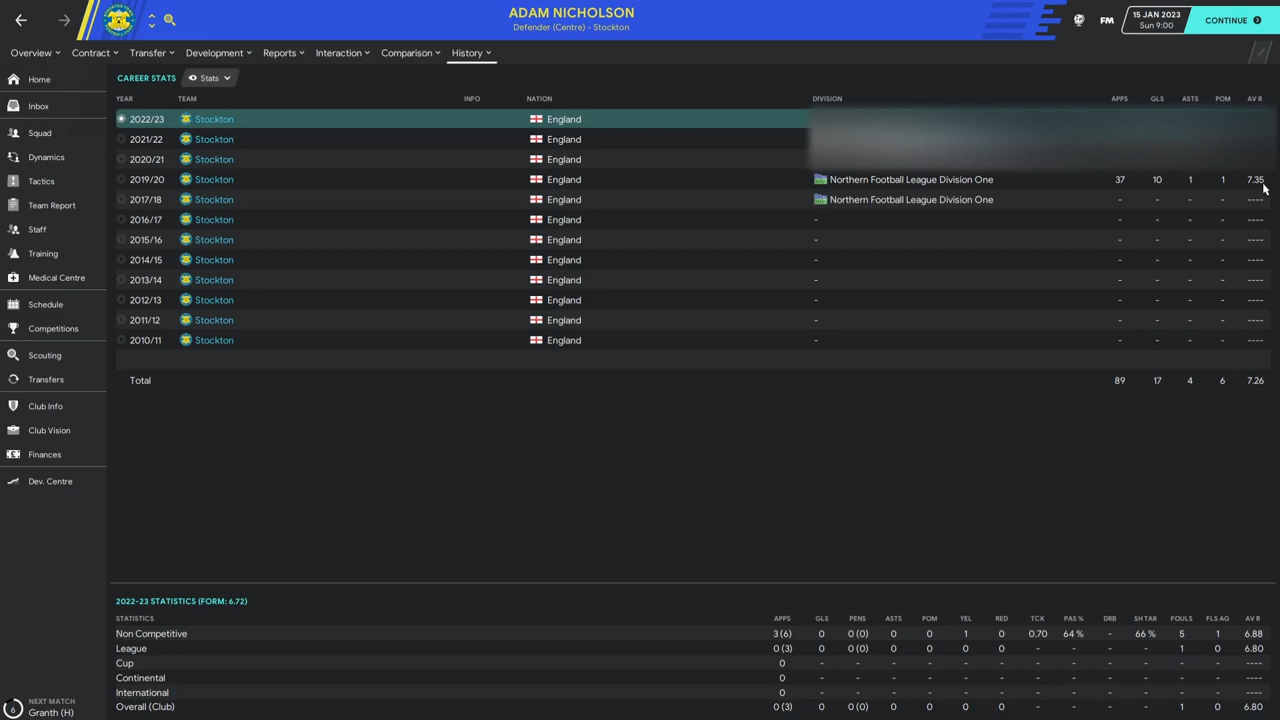 ADAM NICHOLSON
Defender (Centre) - Stockton
15 JAN 2023
Sun 9:00
FM
CONTINUE
Overview Contract Transfer Development Reports Interaction Comparison History
Home
Inbox
Squad
Dynamics
Tactics
Team Report
Staff
Training
Medical Centre
Schedule
Competitions
Scouting
Transfers
Club Info
Club Vision
Finances
Dev. Centre
NEXT MATCH
Granth (H)
CAREER STATS Stats
YEAR TEAM INFO NATION DIVISION APPS GLS ASTS POM AV R
2022/23 Stockton England
2021/22 Stockton England
2020/21 Stockton England
2019/20 Stockton England Northern Football League Division One 37 10 1 1 7.35
2017/18 Stockton England Northern Football League Division One - - - - ----
2016/17 Stockton England - - - - - ----
2015/16 Stockton England - - - - - ----
2014/15 Stockton England - - - - - ----
2013/14 Stockton England - - - - - ----
2012/13 Stockton England - - - - - ----
2011/12 Stockton England - - - - - ----
2010/11 Stockton England - - - - - ----
Total 89 17 4 6 7.26
2022-23 STATISTICS (FORM: 6.72)
STATISTICS APPS GLS PENS ASTS POM YEL RED TCK PAS % DRB SH TAR FOULS FLS AG AV R
Non Competitive 3 (6) 0 0 (0) 0 0 1 0 0.70 64 % - 66 % 5 1 6.88
League 0 (3) 0 0 (0) 0 0 0 0 - - - - 1 0 6.80
Cup 0 - - - - - - - - - - - - ----
Continental 0 - - - - - - - - - - - - ----
International 0 - - - - - - - - - - - - ----
Overall (Club) 0 (3) 0 0 (0) 0 0 0 0 - - - - 1 0 6.80